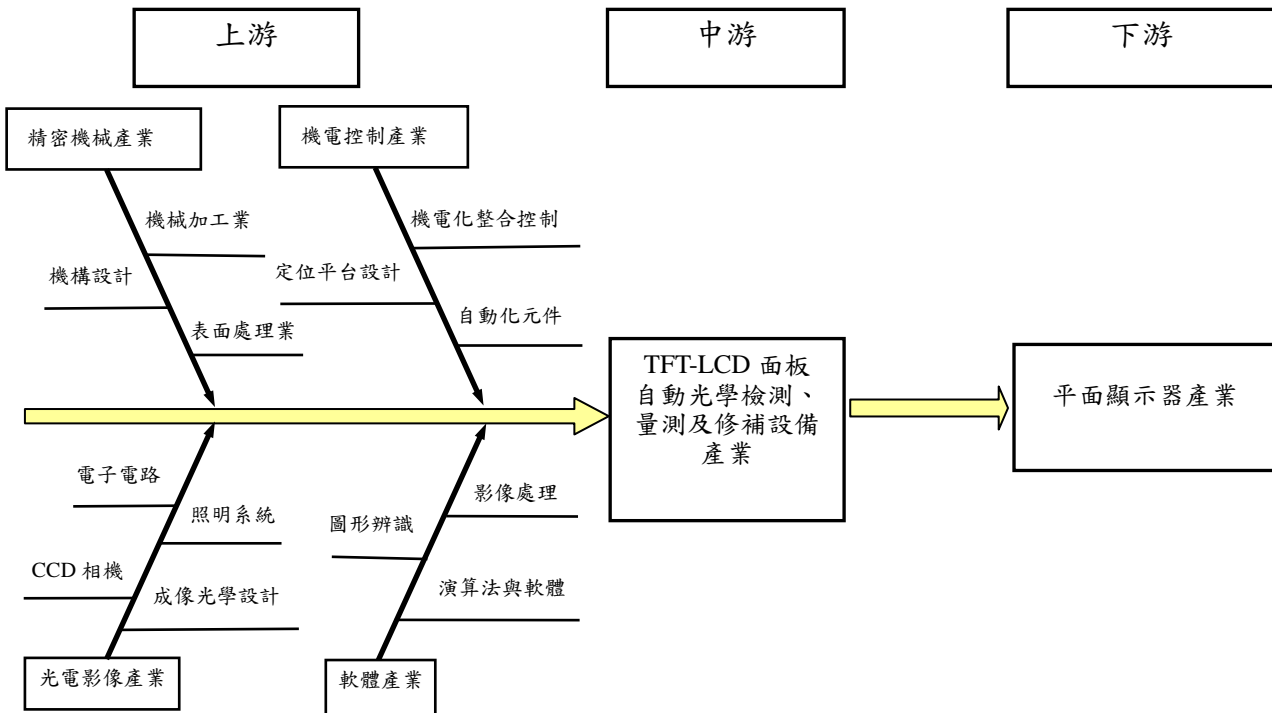 上游
中游
下游
精密機械產業
機電控制產業
機械加工業
機電化整合控制
機構設計
定位平台設計
表面處理業
自動化元件
TFT-LCD 面板
自動光學檢測、
量測及修補設備
產業
平面顯示器產業
電子電路
影像處理
照明系統
圖形辨識
CCD 相機
成像光學設計
演算法與軟體
光電影像產業
軟體產業